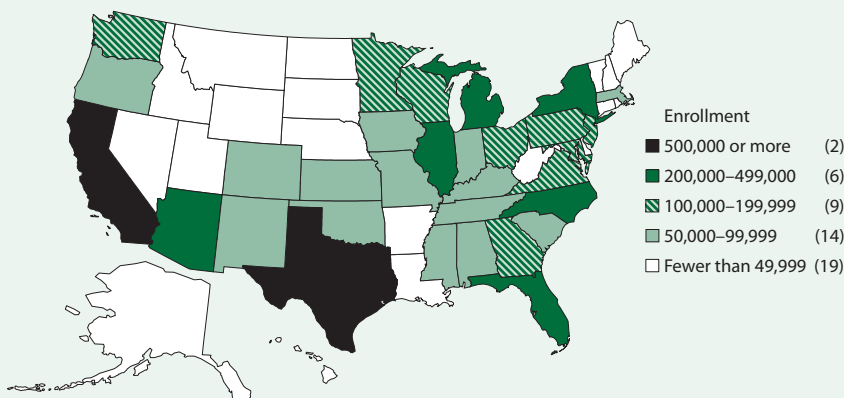 Enrollment
500,000 or more (2)
200,000–499,000 (6)
100,000–199,999 (9)
50,000–99,999 (14)
Fewer than 49,999 (19)